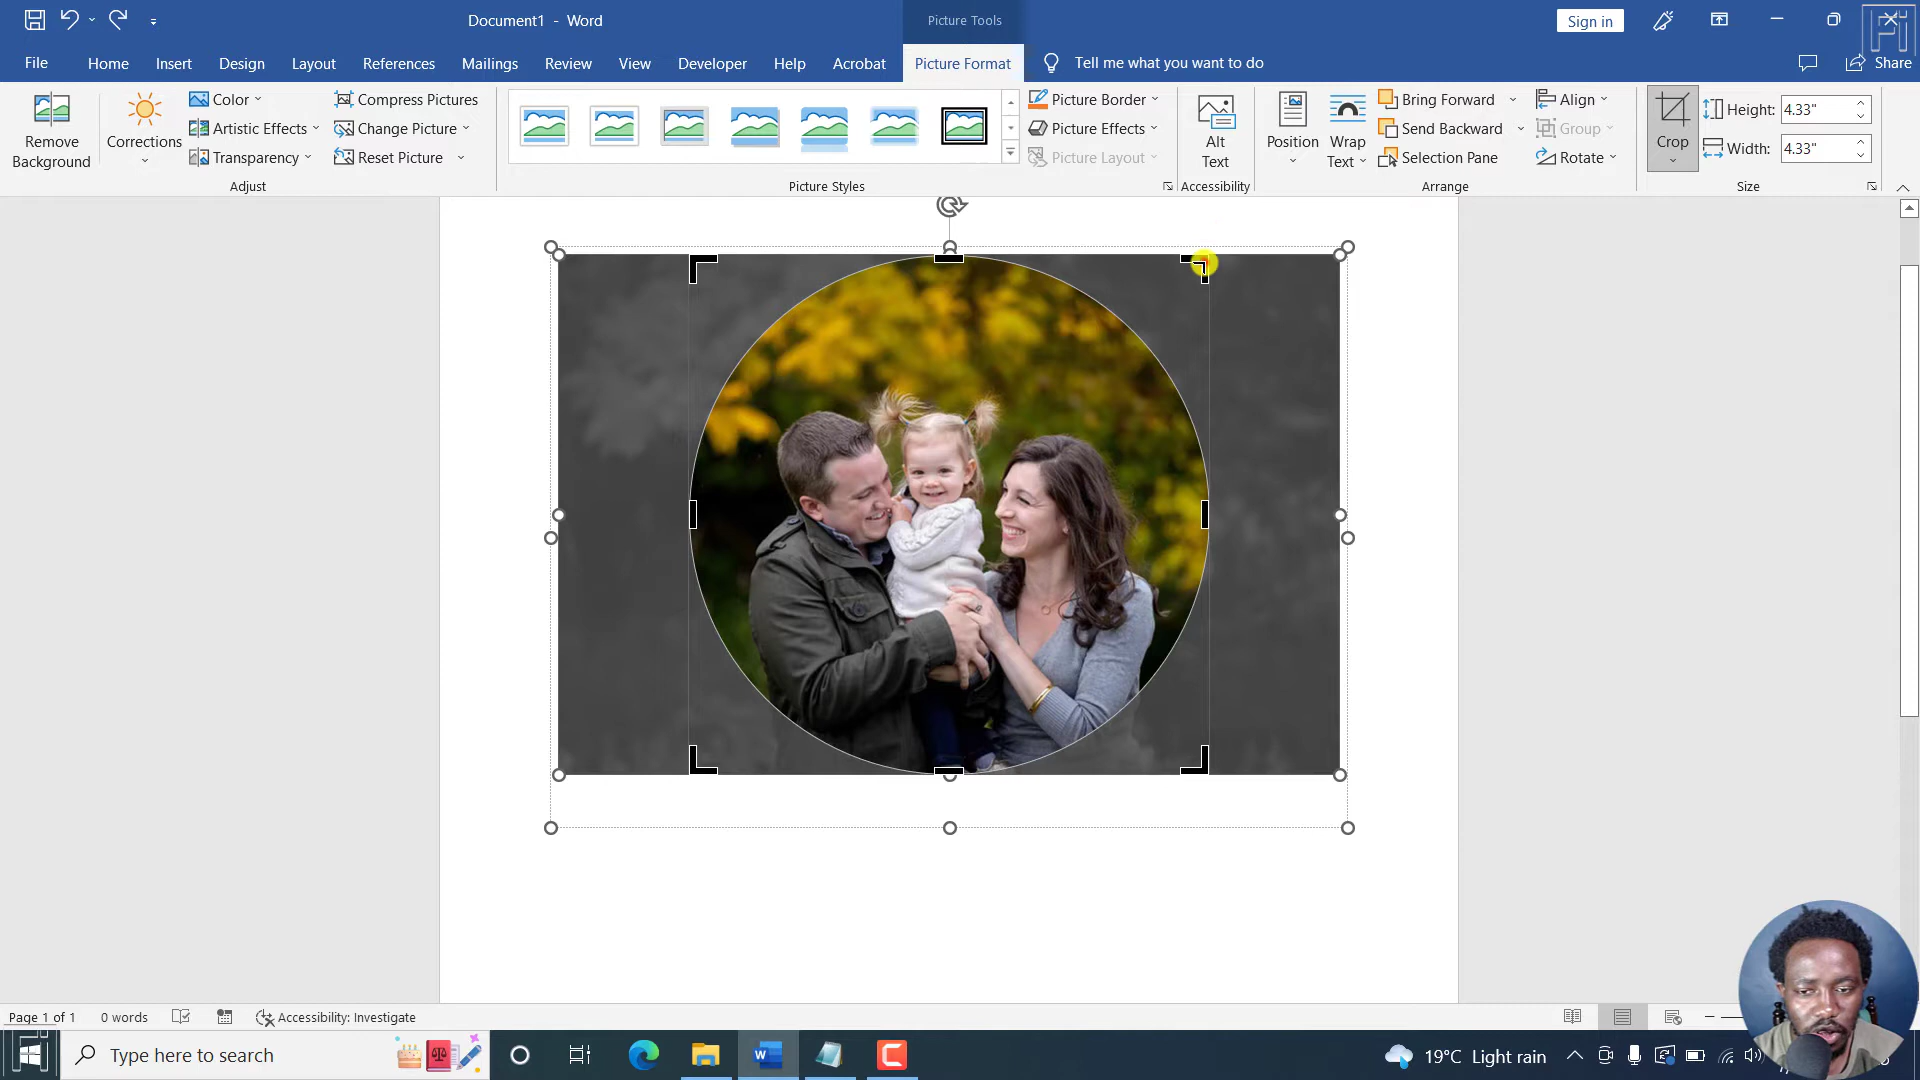 Document1 - Word
Picture Tools
Sign in
File
Home
Insert
Design
Layout
References
Mailings
Review
View
Developer
Help
Acrobat
Picture Format
Tell me what you want to do
Share
Remove
Background
Corrections
Color
Artistic Effects
Transparency
Compress Pictures
Change Picture
Reset Picture
Adjust
Picture Styles
Picture Border
Picture Effects
Picture Layout
Alt
Text
Accessibility
Position
Wrap
Text
Bring Forward
Send Backward
Selection Pane
Align
Group
Rotate
Arrange
Crop
Height: 4.33"
Width: 4.33"
Size
Page 1 of 1
0 words
Accessibility: Investigate
Type here to search
19°C Light rain